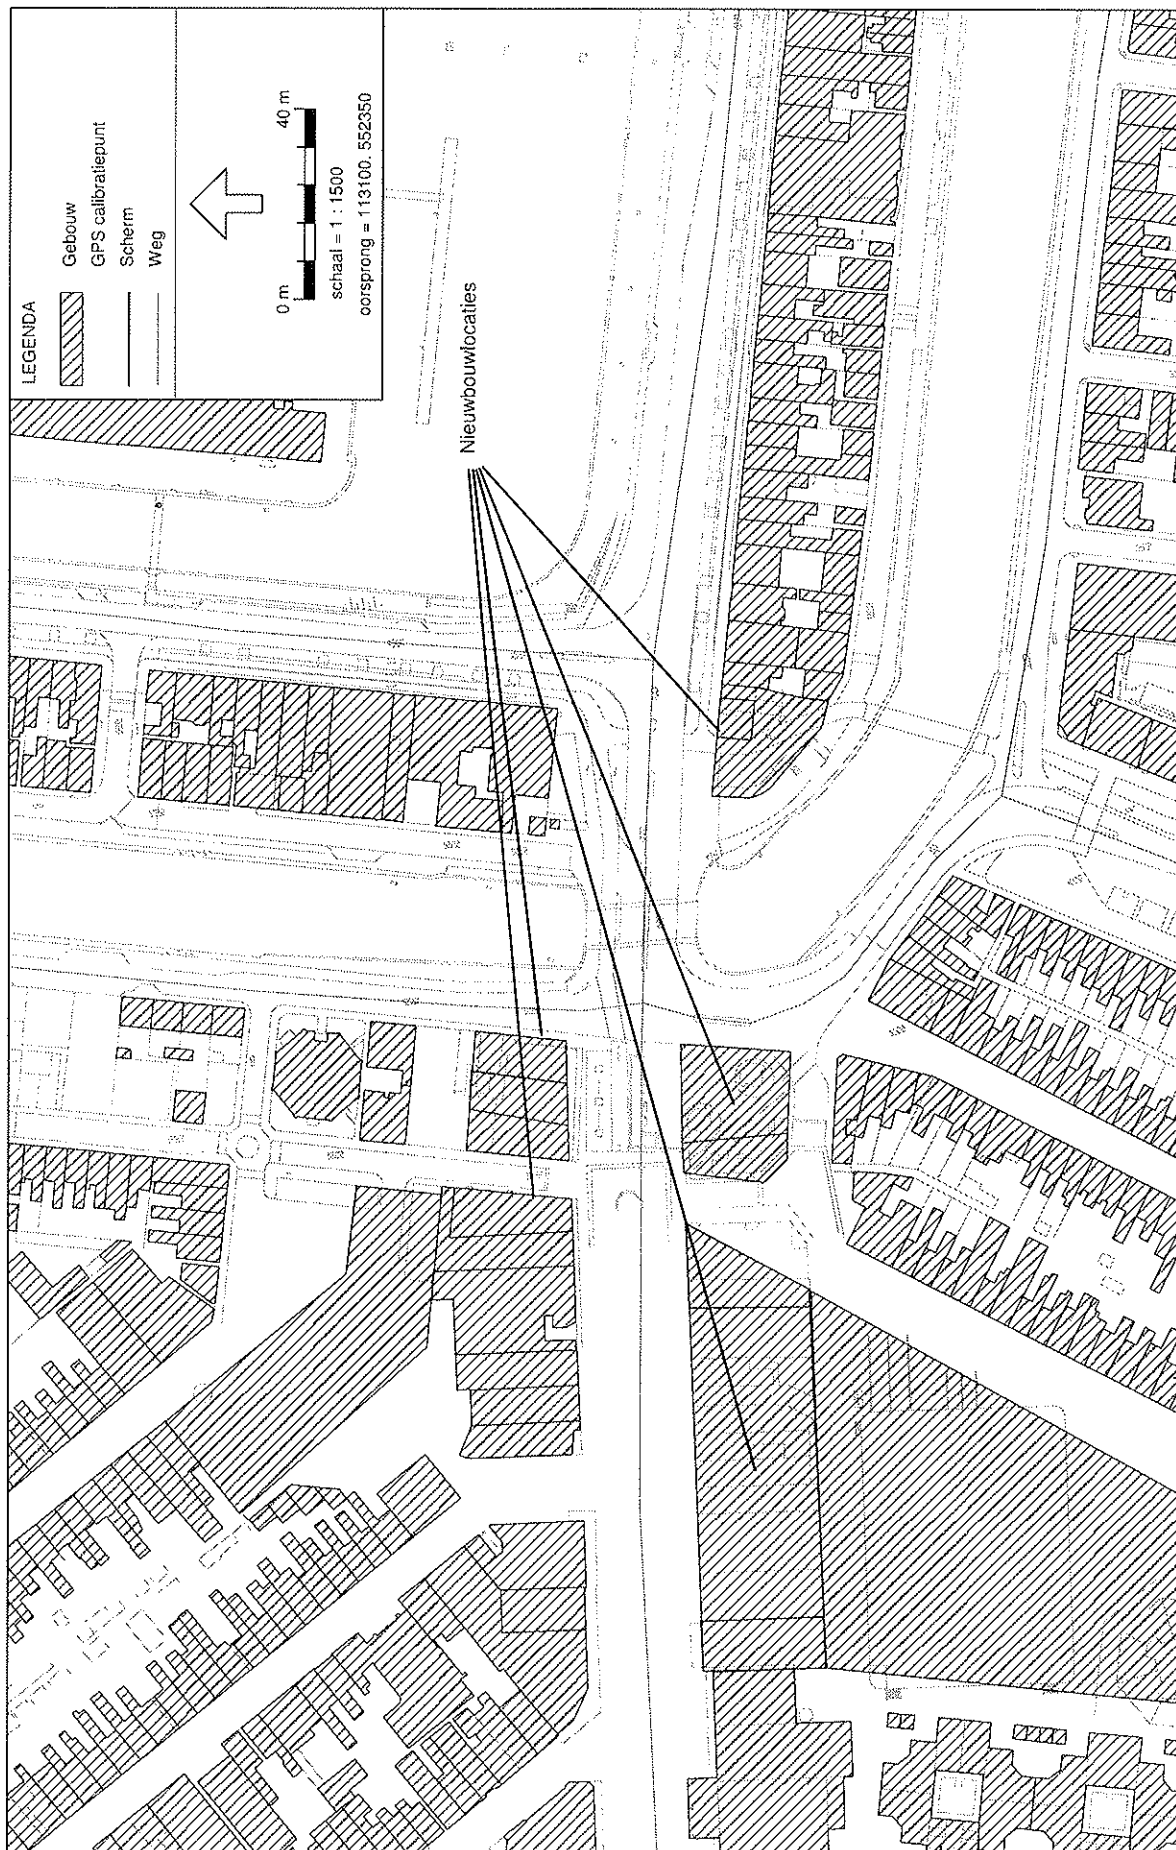 LEGENDA
Gebouw
GPS calibratiepunt
Scherm
Weg
0 m
40 m
schaal = 1 : 1500
oorsprong = 113100, 552350
Nieuwbouwlocaties